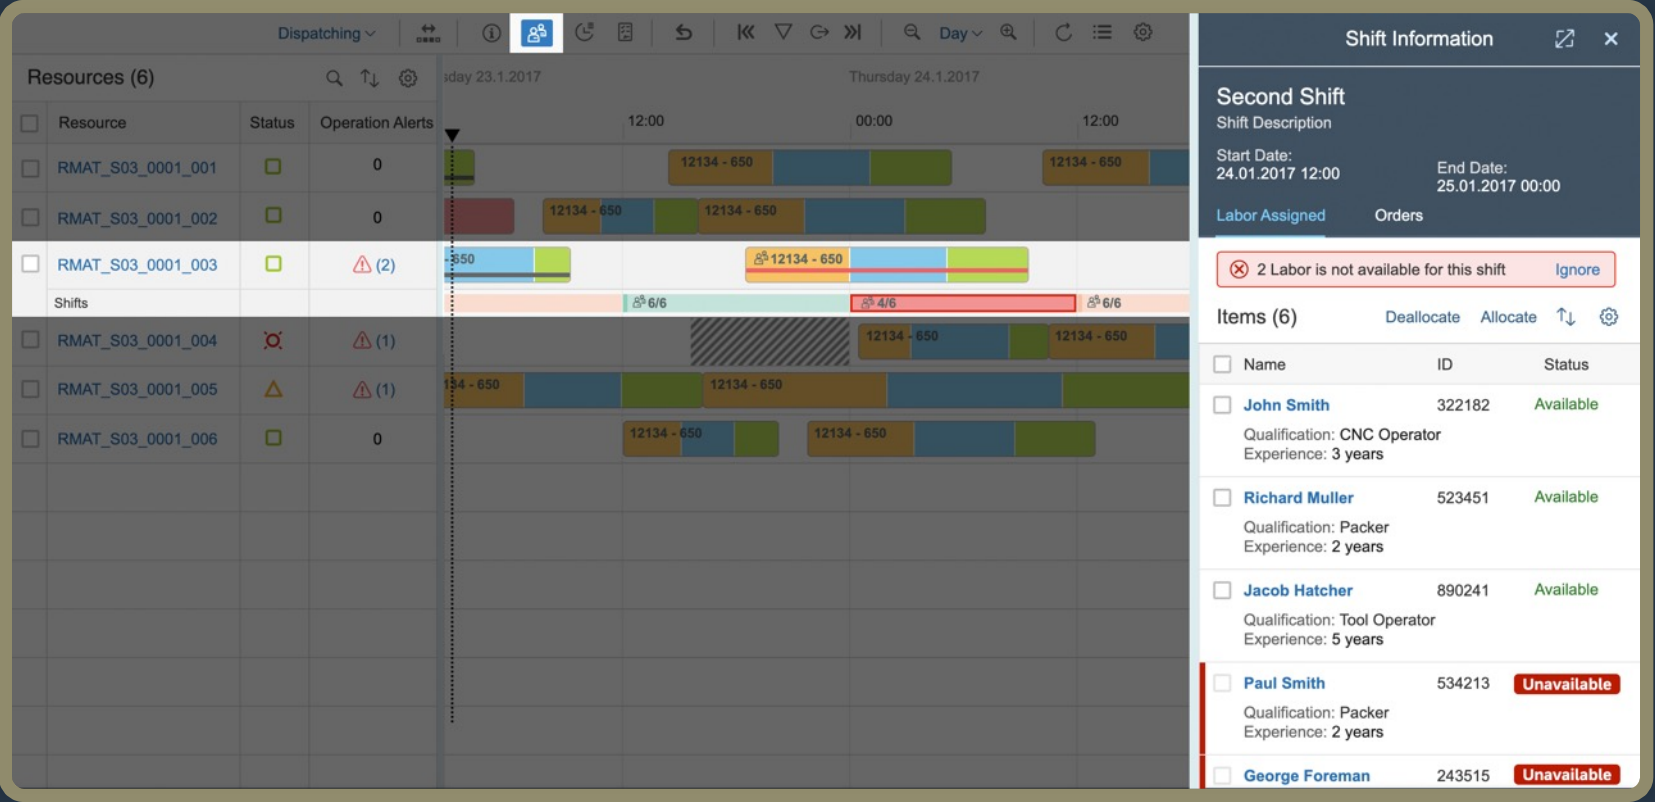 Dispatching
Day
Shift Information
Resources (6)
sday 23.1.2017
Thursday 24.1.2017
Resource
Status
Operation Alerts
12:00
00:00
12:00
RMAT_S03_0001_001
0
12134 - 650
12134 - 650
RMAT_S03_0001_002
0
12134 - 650
12134 - 650
RMAT_S03_0001_003
(2)
- 650
12134 - 650
Shifts
6/6
4/6
6/6
RMAT_S03_0001_004
(1)
12134 - 650
12134 - 650
RMAT_S03_0001_005
(1)
134 - 650
12134 - 650
RMAT_S03_0001_006
0
12134 - 650
12134 - 650
Second Shift
Shift Description
Start Date:
24.01.2017 12:00
End Date:
25.01.2017 00:00
Labor Assigned
Orders
2 Labor is not available for this shift
Ignore
Items (6)
Deallocate
Allocate
Name
ID
Status
John Smith
322182
Available
Qualification: CNC Operator
Experience: 3 years
Richard Muller
523451
Available
Qualification: Packer
Experience: 2 years
Jacob Hatcher
890241
Available
Qualification: Tool Operator
Experience: 5 years
Paul Smith
534213
Unavailable
Qualification: Packer
Experience: 2 years
George Foreman
243515
Unavailable